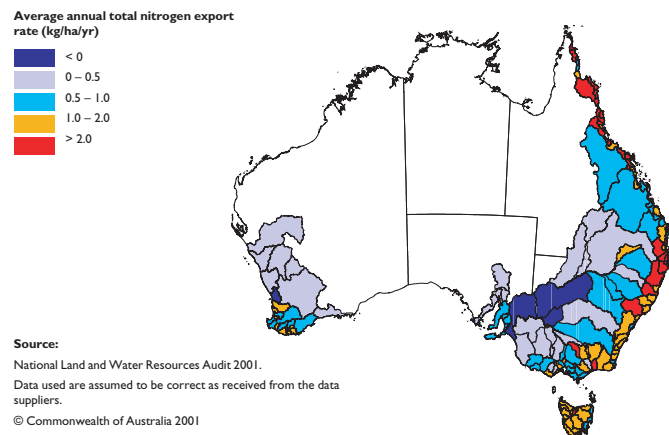 Average annual total nitrogen export
rate (kg/ha/yr)
< 0
0 – 0.5
0.5 – 1.0
1.0 – 2.0
> 2.0
Source:
National Land and Water Resources Audit 2001.
Data used are assumed to be correct as received from the data
suppliers.
© Commonwealth of Australia 2001